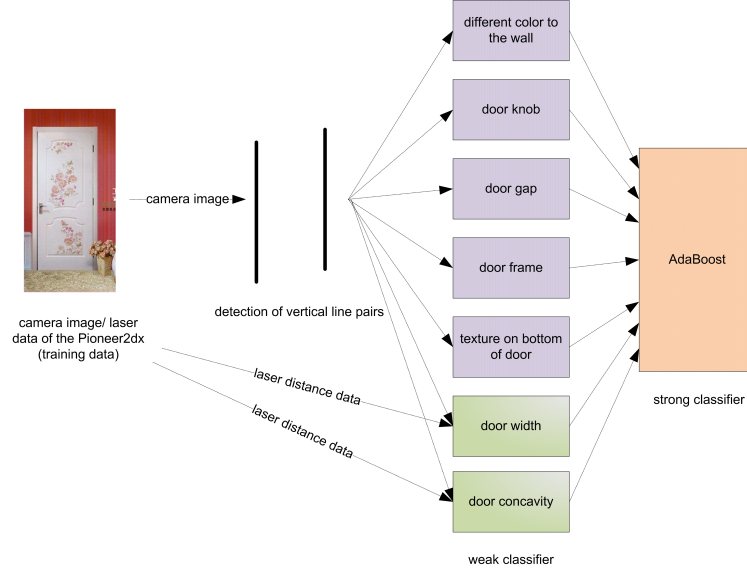 different color to
the wall
door knob
camera image
door gap
door frame
AdaBoost
detection of vertical line pairs
camera image/ laser
data of the Pioneer2dx
(training data)
texture on bottom
of door
laser distance data
strong classifier
laser distance data
door width
door concavity
weak classifier